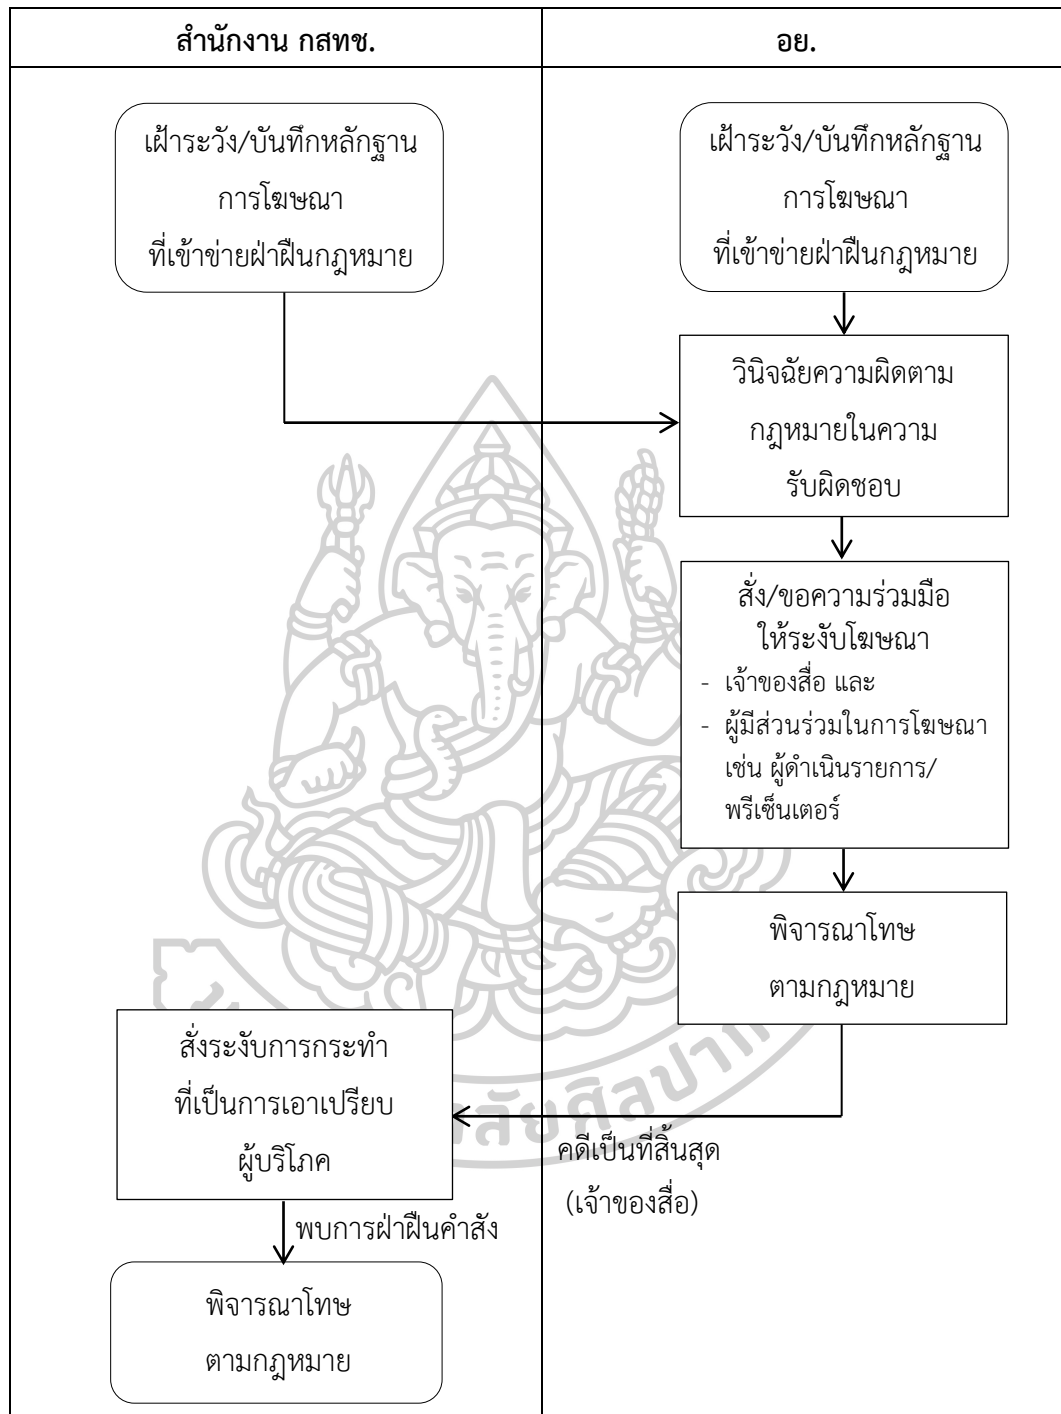 สำนักงาน กสทช.
อย.
เฝ้าระวัง/บันทึกหลักฐาน
การโฆษณา
ที่เข้าข่ายฝ่าฝืนกฎหมาย
เฝ้าระวัง/บันทึกหลักฐาน
การโฆษณา
ที่เข้าข่ายฝ่าฝืนกฎหมาย
วินิจฉัยความผิดตาม
กฎหมายในความ
รับผิดชอบ
สั่ง/ขอความร่วมมือ
ให้ระงับโฆษณา
- เจ้าของสื่อ และ
- ผู้มีส่วนร่วมในการโฆษณา
เช่น ผู้ดำเนินรายการ/
พรีเซ็นเตอร์
พิจารณาโทษ
ตามกฎหมาย
สั่งระงับการกระทำ
ที่เป็นการเอาเปรียบ
ผู้บริโภค
คดีเป็นที่สิ้นสุด
(เจ้าของสื่อ)
พบการฝ่าฝืนคำสัง
พิจารณาโทษ
ตามกฎหมาย